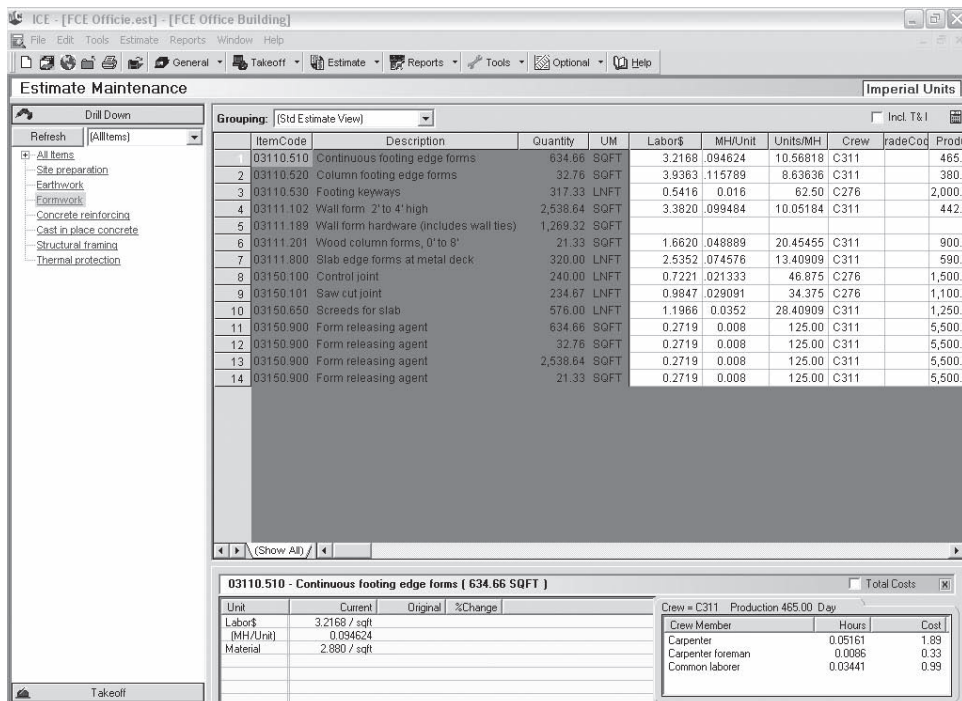 ICE - [FCE Officie.est] - [FCE Office Building]
File Edit Tools Estimate Reports Window Help
General Takeoff Estimate Reports Tools Optional Help
Estimate Maintenance Imperial Units
Drill Down
Refresh (AllItems)
All Items
Site preparation
Earthwork
Formwork
Concrete reinforcing
Cast in place concrete
Structural framing
Thermal protection
Takeoff
Grouping: (Std Estimate View) Incl. T& I
ItemCode Description Quantity UM Labor$ MH/Unit Units/MH Crew radeCod Produ
1 03110.510 Continuous footing edge forms 634.66 SQFT 3.2168 .094624 10.56818 C311 465.
2 03110.520 Column footing edge forms 32.76 SQFT 3.9363 .115789 8.63636 C311 380.
3 03110.530 Footing keyways 317.33 LNFT 0.5416 0.016 62.50 C276 2,000.
4 03111.102 Wall form 2' to 4' high 2,538.64 SQFT 3.3820 .099484 10.05184 C311 442.
5 03111.189 Wall form hardware (includes wall ties) 1,269.32 SQFT
6 03111.201 Wood column forms, 0' to 8' 21.33 SQFT 1.6620 .048889 20.45455 C311 900.
7 03111.800 Slab edge forms at metal deck 320.00 LNFT 2.5352 .074576 13.40909 C311 590.
8 03150.100 Control joint 240.00 LNFT 0.7221 .021333 46.875 C276 1,500.
9 03150.101 Saw cut joint 234.67 LNFT 0.9847 .029091 34.375 C276 1,100.
10 03150.650 Screeds for slab 576.00 LNFT 1.1966 0.0352 28.40909 C311 1,250.
11 03150.900 Form releasing agent 634.66 SQFT 0.2719 0.008 125.00 C311 5,500.
12 03150.900 Form releasing agent 32.76 SQFT 0.2719 0.008 125.00 C311 5,500.
13 03150.900 Form releasing agent 2,538.64 SQFT 0.2719 0.008 125.00 C311 5,500.
14 03150.900 Form releasing agent 21.33 SQFT 0.2719 0.008 125.00 C311 5,500.
(Show All)
03110.510 - Continuous footing edge forms ( 634.66 SQFT ) Total Costs
Unit Current Original %Change
Labor$ 3.2168 / sqft
(MH/Unit) 0.094624
Material 2.880 / sqft
Crew = C311 Production 465.00 Day
Crew Member Hours Cost
Carpenter 0.05161 1.89
Carpenter foreman 0.0086 0.33
Common laborer 0.03441 0.99